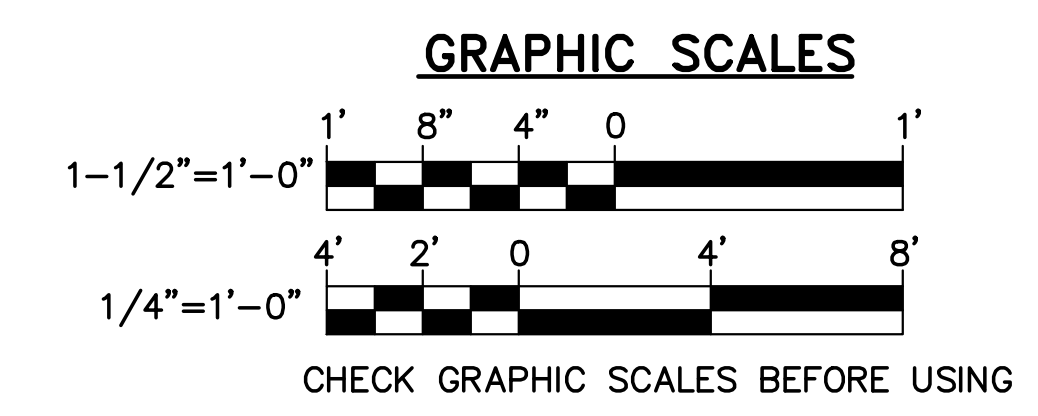 GRAPHIC SCALES
1' 8" 4" 0 1'
1-1/2"=1'-0"
4' 2' 0 4' 8'
1/4"=1'-0"
CHECK GRAPHIC SCALES BEFORE USING